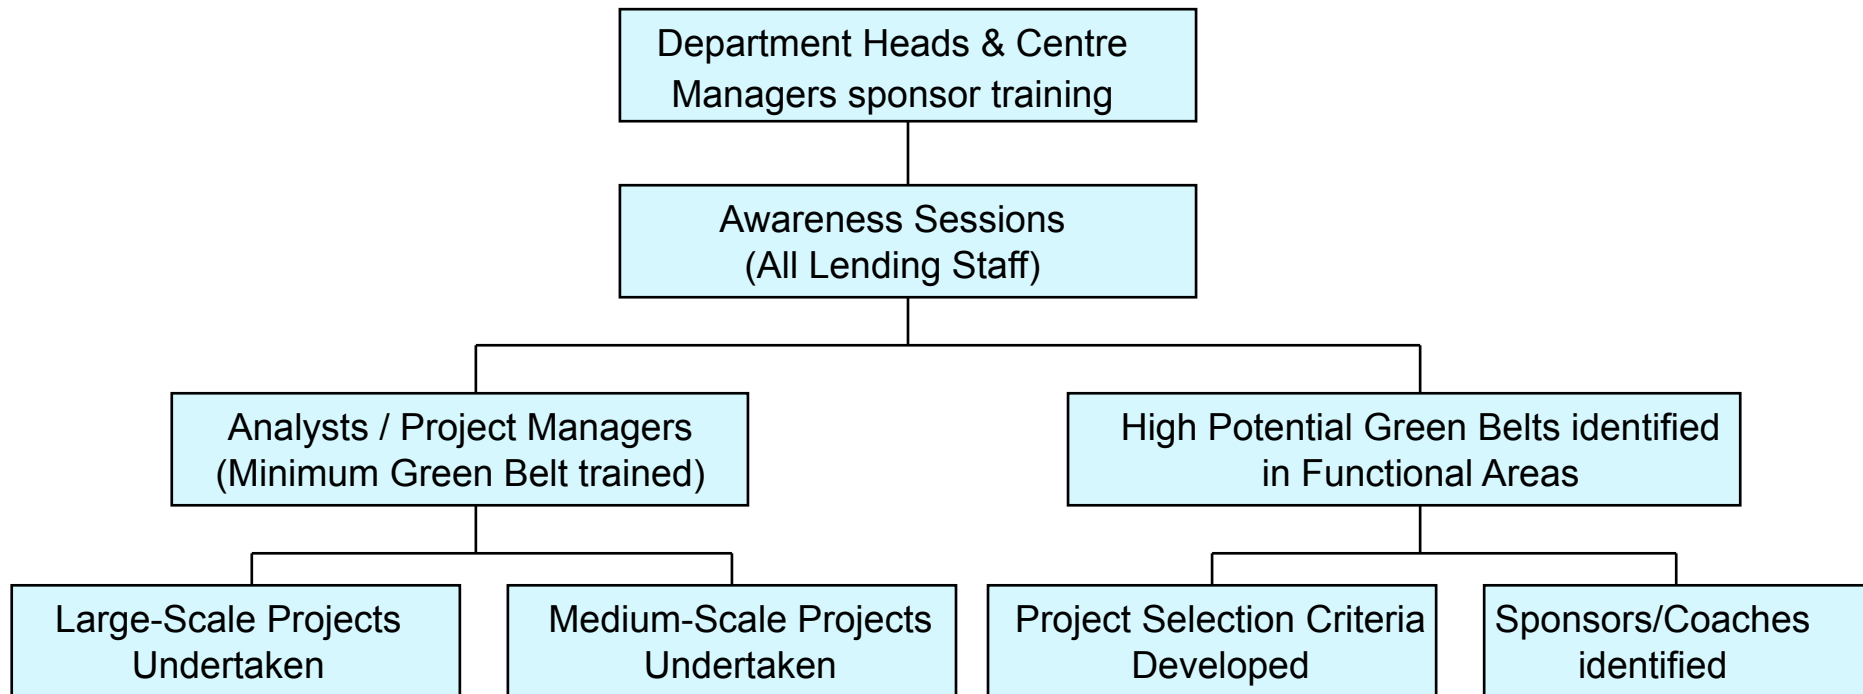 Department Heads & Centre
Managers sponsor training
Awareness Sessions
(All Lending Staff)
Analysts / Project Managers
(Minimum Green Belt trained)
High Potential Green Belts identified
in Functional Areas
Large-Scale Projects
Undertaken
Medium-Scale Projects
Undertaken
Project Selection Criteria
Developed
Sponsors/Coaches
identified